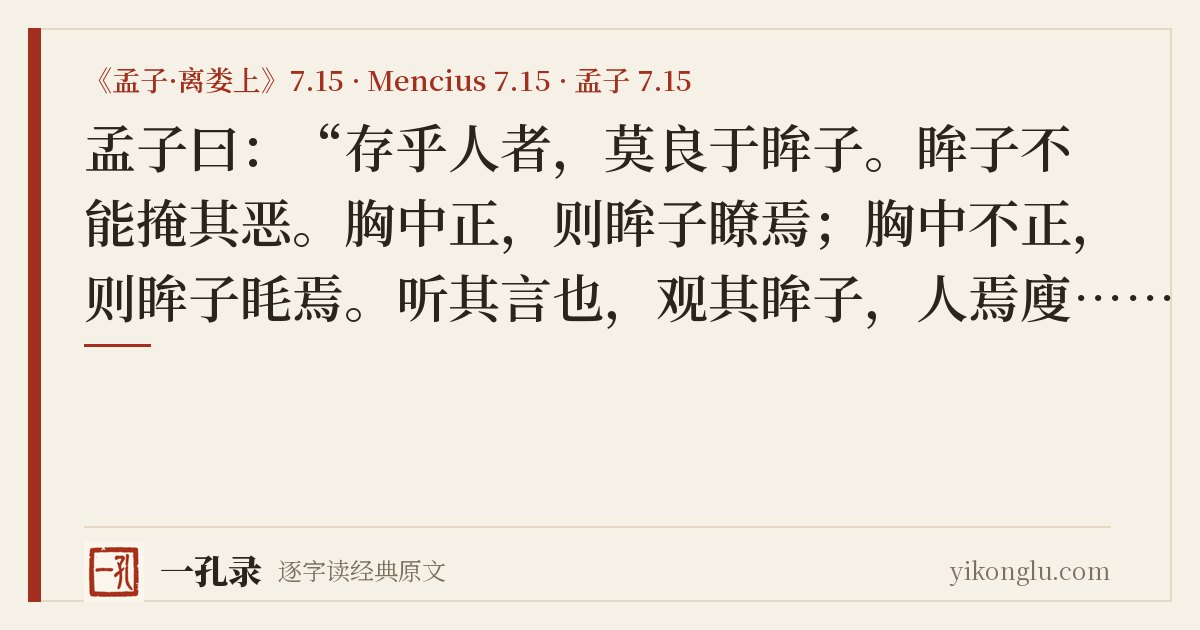 《孟子·离娄上》7.15 · Mencius 7.15 · 孟子 7.15
孟子曰：“存乎人者，莫良于眸子。眸子不
能掩其恶。胸中正，则眸子瞭焉；胸中不正，
则眸子眊焉。听其言也，观其眸子，人焉廋……
一孔
一孔录 逐字读经典原文
yikonglu.com